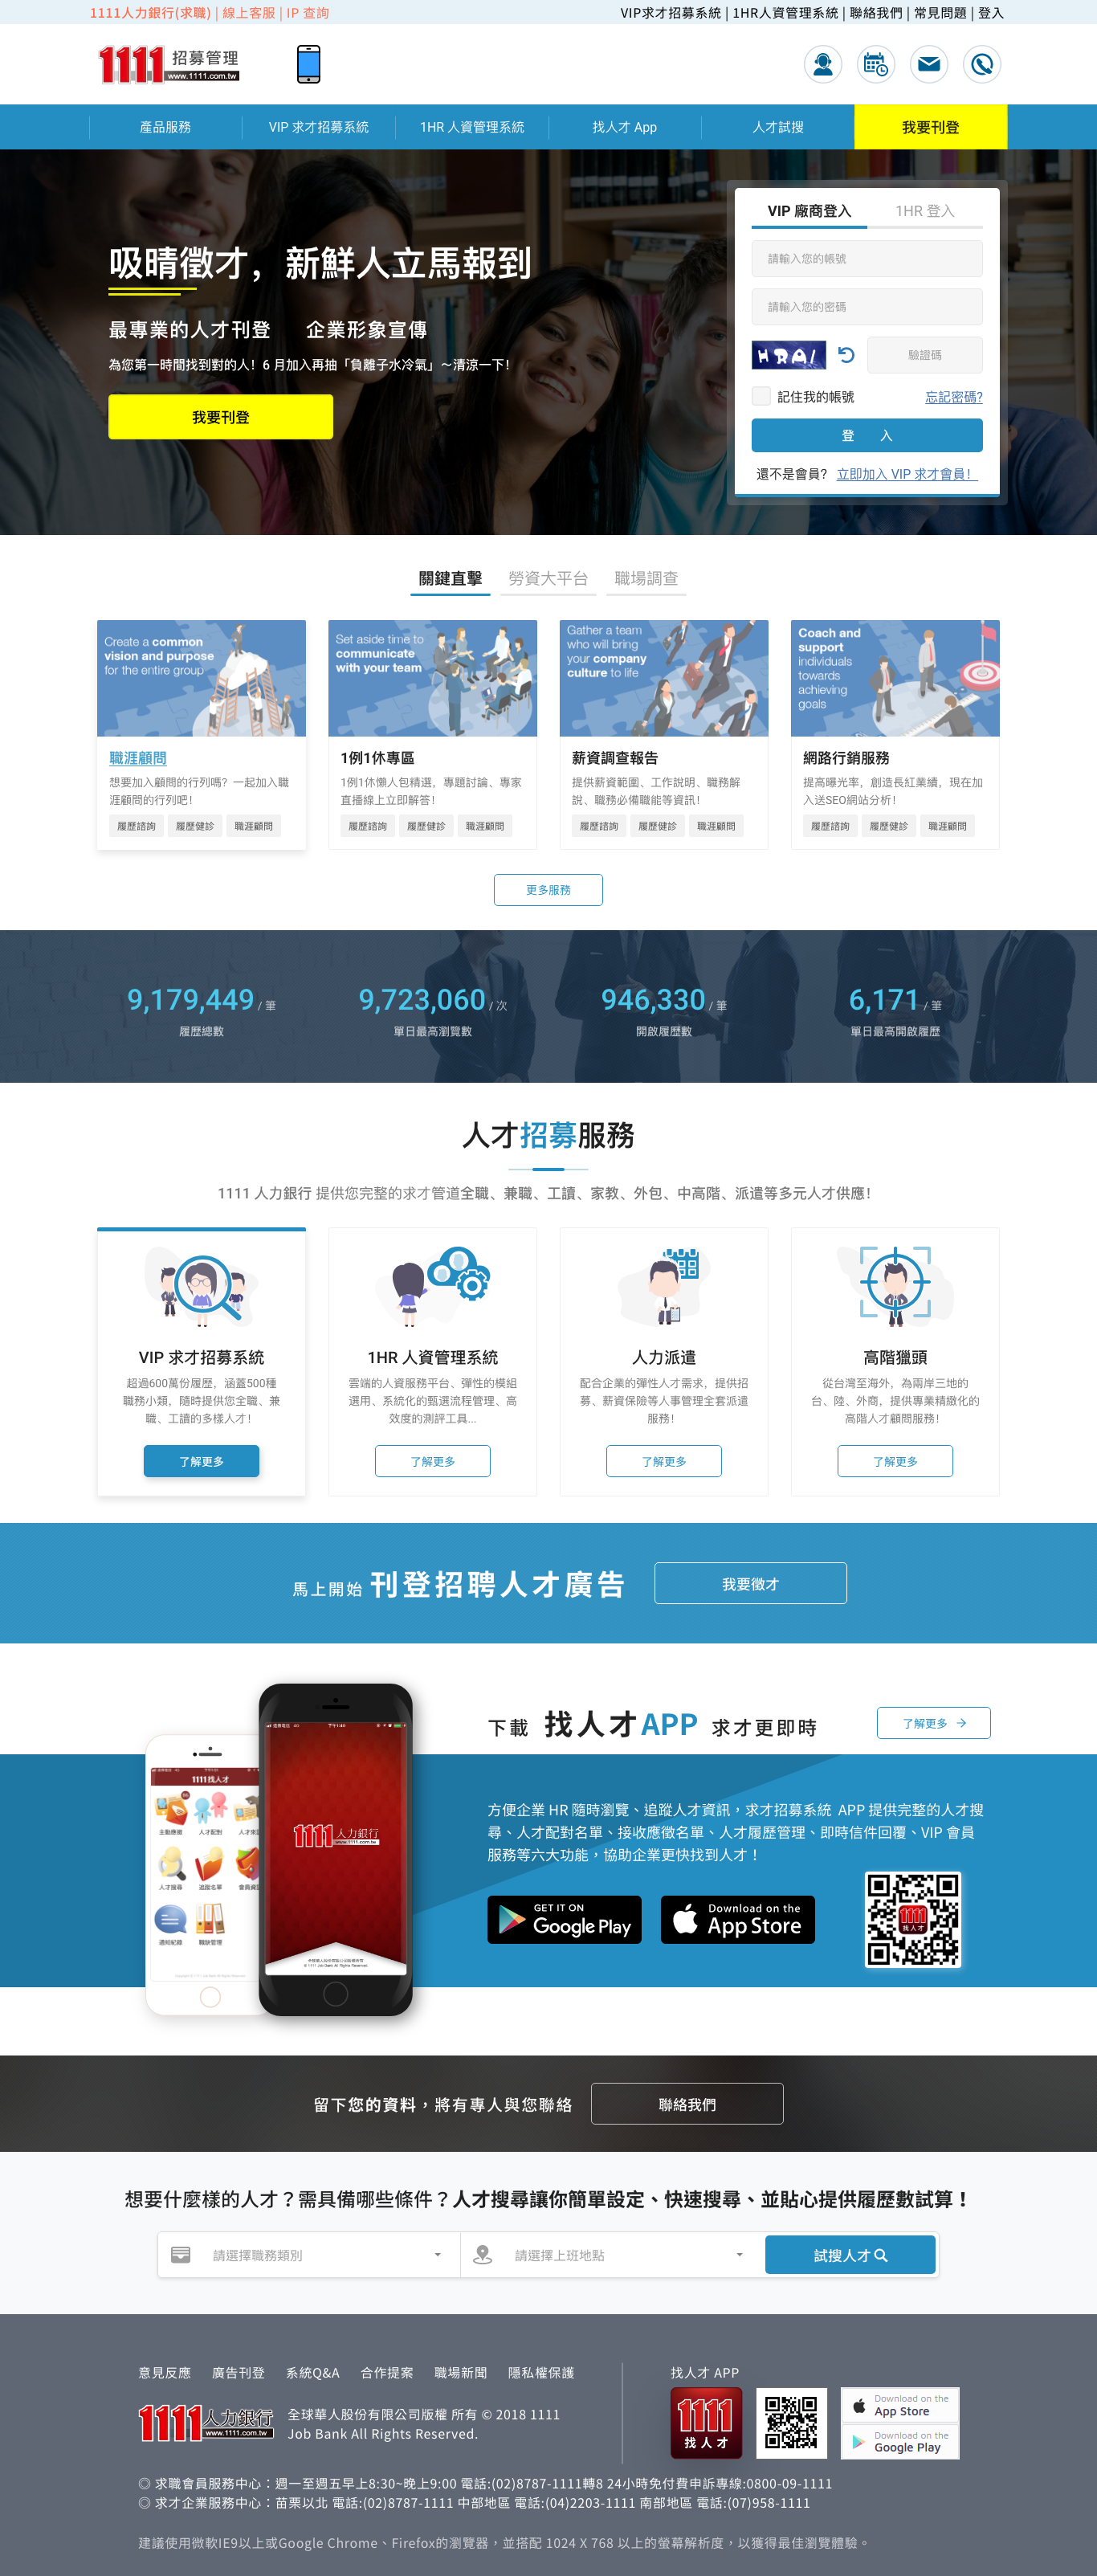 1111人力銀行(求職) | 線上客服 | IP 查詢
VIP求才招募系統 | 1HR人資管理系統 | 聯絡我們 | 常見問題 | 登入
1111 招募管理
www.1111.com.tw
產品服務
VIP 求才招募系統
1HR 人資管理系統
找人才 App
人才試搜
我要刊登
吸晴徵才，新鮮人立馬報到
最專業的人才刊登 企業形象宣傳
為您第一時間找到對的人！6 月加入再抽「負離子水冷氣」～清涼一下！
我要刊登
VIP 廠商登入
1HR 登入
請輸入您的帳號
請輸入您的密碼
HRAI
驗證碼
記住我的帳號
忘記密碼?
登 入
還不是會員? 立即加入 VIP 求才會員！
關鍵直擊
勞資大平台
職場調查
Create a common
vision and purpose
for the entire group
職涯顧問
想要加入顧問的行列嗎？一起加入職
涯顧問的行列吧！
履歷諮詢 履歷健診 職涯顧問
Set aside time to
communicate
with your team
1例1休專區
1例1休懶人包精選，專題討論、專家
直播線上立即解答！
履歷諮詢 履歷健診 職涯顧問
Gather a team
who will bring
your company
culture to life
薪資調查報告
提供薪資範圍、工作說明、職務解
說、職務必備職能等資訊！
履歷諮詢 履歷健診 職涯顧問
Coach and
support
individuals
towards
achieving
goals
網路行銷服務
提高曝光率，創造長紅業績，現在加
入送SEO網站分析！
履歷諮詢 履歷健診 職涯顧問
更多服務
9,179,449 / 筆
履歷總數
9,723,060 / 次
單日最高瀏覽數
946,330 / 筆
開啟履歷數
6,171 / 筆
單日最高開啟履歷
人才招募服務
1111 人力銀行 提供您完整的求才管道全職、兼職、工讀、家教、外包、中高階、派遣等多元人才供應！
VIP 求才招募系統
超過600萬份履歷，涵蓋500種
職務小類，隨時提供您全職、兼
職、工讀的多樣人才！
了解更多
1HR 人資管理系統
雲端的人資服務平台、彈性的模組
選用、系統化的甄選流程管理、高
效度的測評工具...
了解更多
人力派遣
配合企業的彈性人才需求，提供招
募、薪資保險等人事管理全套派遣
服務！
了解更多
高階獵頭
從台灣至海外，為兩岸三地的
台、陸、外商，提供專業精緻化的
高階人才顧問服務！
了解更多
馬上開始 刊登招聘人才廣告
我要徵才
下載 找人才APP 求才更即時
了解更多
1111找人才
主動應徵 人才配對
人才搜尋 追蹤名單
通知紀錄 職缺管理
1111人力銀行
www.1111.com.tw
方便企業 HR 隨時瀏覽、追蹤人才資訊，求才招募系統 APP 提供完整的人才搜
尋、人才配對名單、接收應徵名單、人才履歷管理、即時信件回覆、VIP 會員
服務等六大功能，協助企業更快找到人才！
GET IT ON
Google Play
Download on the
App Store
1111
找人才
留下您的資料，將有專人與您聯絡
聯絡我們
想要什麼樣的人才？需具備哪些條件？人才搜尋讓你簡單設定、快速搜尋、並貼心提供履歷數試算！
請選擇職務類別
請選擇上班地點
試搜人才
意見反應 廣告刊登 系統Q&A 合作提案 職場新聞 隱私權保護
1111人力銀行
www.1111.com.tw
全球華人股份有限公司版權 所有 © 2018 1111
Job Bank All Rights Reserved.
找人才 APP
1111
找人才
Download on the
App Store
Download on the
Google Play
◎ 求職會員服務中心：週一至週五早上8:30~晚上9:00 電話:(02)8787-1111轉8 24小時免付費申訴專線:0800-09-1111
◎ 求才企業服務中心：苗栗以北 電話:(02)8787-1111 中部地區 電話:(04)2203-1111 南部地區 電話:(07)958-1111
建議使用微軟IE9以上或Google Chrome、Firefox的瀏覽器，並搭配 1024 X 768 以上的螢幕解析度，以獲得最佳瀏覽體驗。